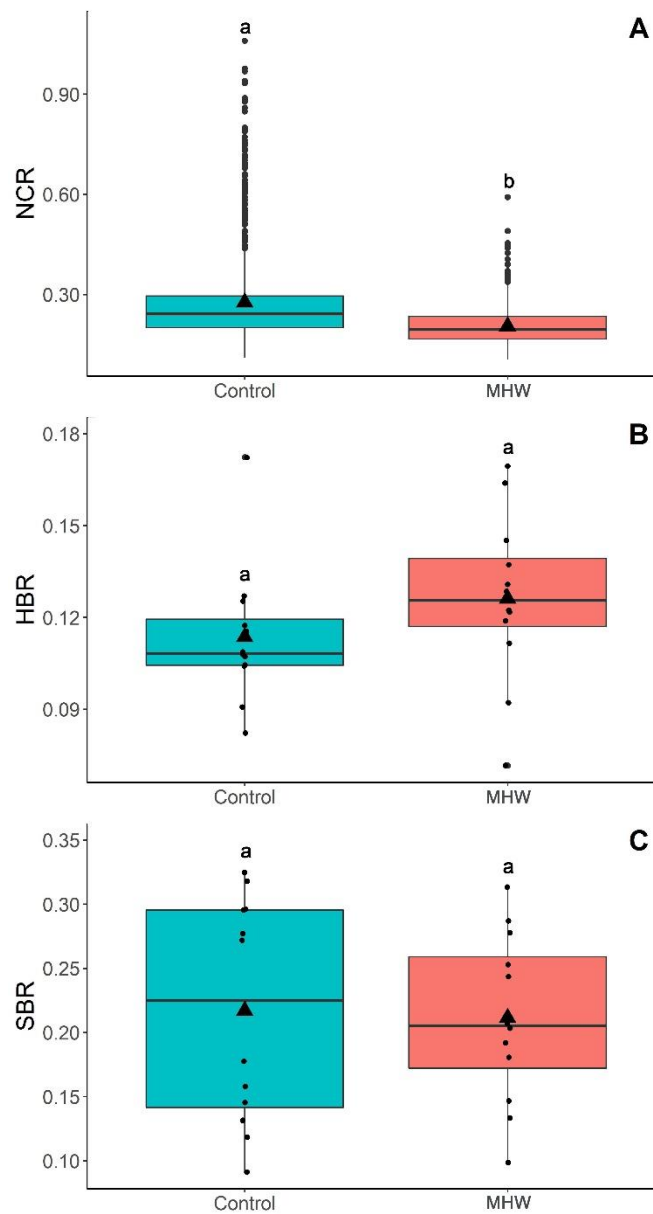 a
A
0.90
NCR
0.60
b
0.30
Control
MHW
0.18
B
a
0.15
a
HBR
0.12
0.09
Control
MHW
0.35
a
C
a
0.30
0.25
SBR
0.20
0.15
0.10
Control
MHW